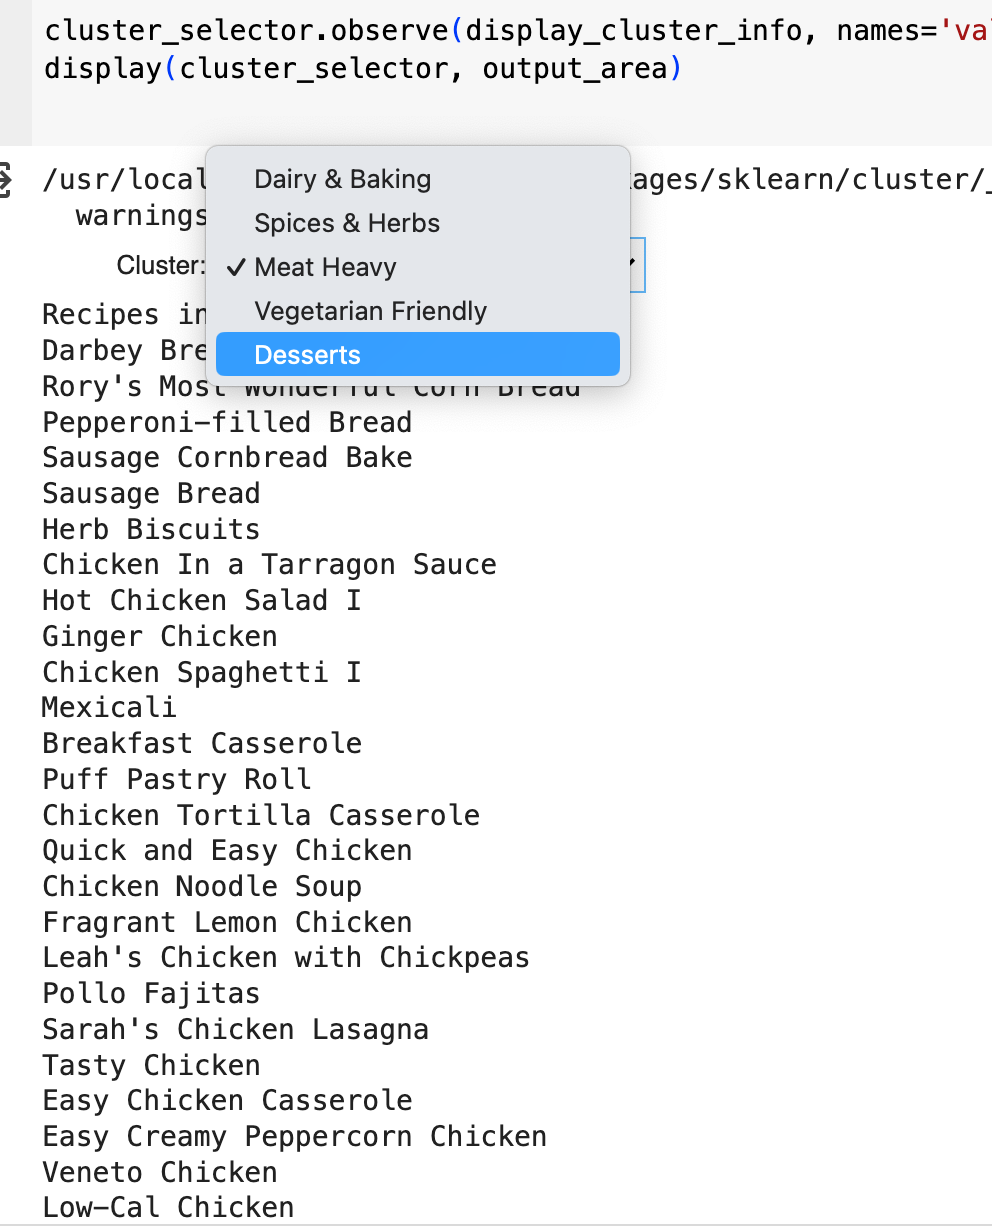 cluster_selector.observe(display_cluster_info, names='va
display(cluster_selector, output_area)
/usr/local ages/sklearn/cluster/_
warnings
Cluster:
Dairy & Baking
Spices & Herbs
✓ Meat Heavy
Vegetarian Friendly
Desserts
Recipes in
Darbey Bre
Rory's Most Wonderful Corn Bread
Pepperoni-filled Bread
Sausage Cornbread Bake
Sausage Bread
Herb Biscuits
Chicken In a Tarragon Sauce
Hot Chicken Salad I
Ginger Chicken
Chicken Spaghetti I
Mexicali
Breakfast Casserole
Puff Pastry Roll
Chicken Tortilla Casserole
Quick and Easy Chicken
Chicken Noodle Soup
Fragrant Lemon Chicken
Leah's Chicken with Chickpeas
Pollo Fajitas
Sarah's Chicken Lasagna
Tasty Chicken
Easy Chicken Casserole
Easy Creamy Peppercorn Chicken
Veneto Chicken
Low-Cal Chicken